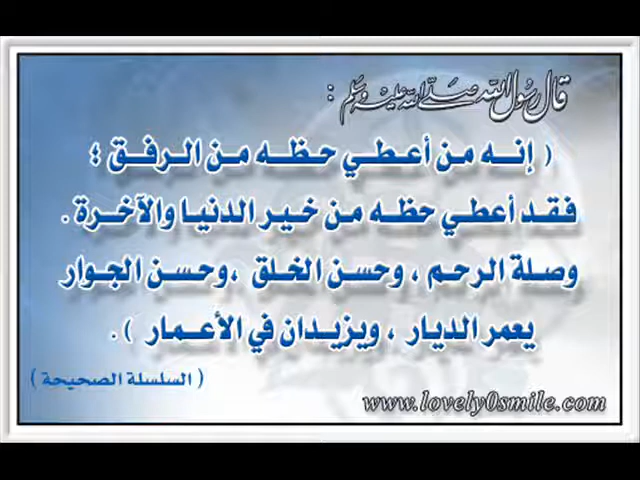 قال رسول الله صلى الله عليه وسلم :
( إنه من أعطي حظه من الرفق ؛
فقد أعطي حظه من خير الدنيا والآخرة .
وصلة الرحم ، وحسن الخلق ، وحسن الجوار
يعمر الديار ، ويزيدان في الأعمار ) .
( السلسلة الصحيحة )
www.lovely0smile.com